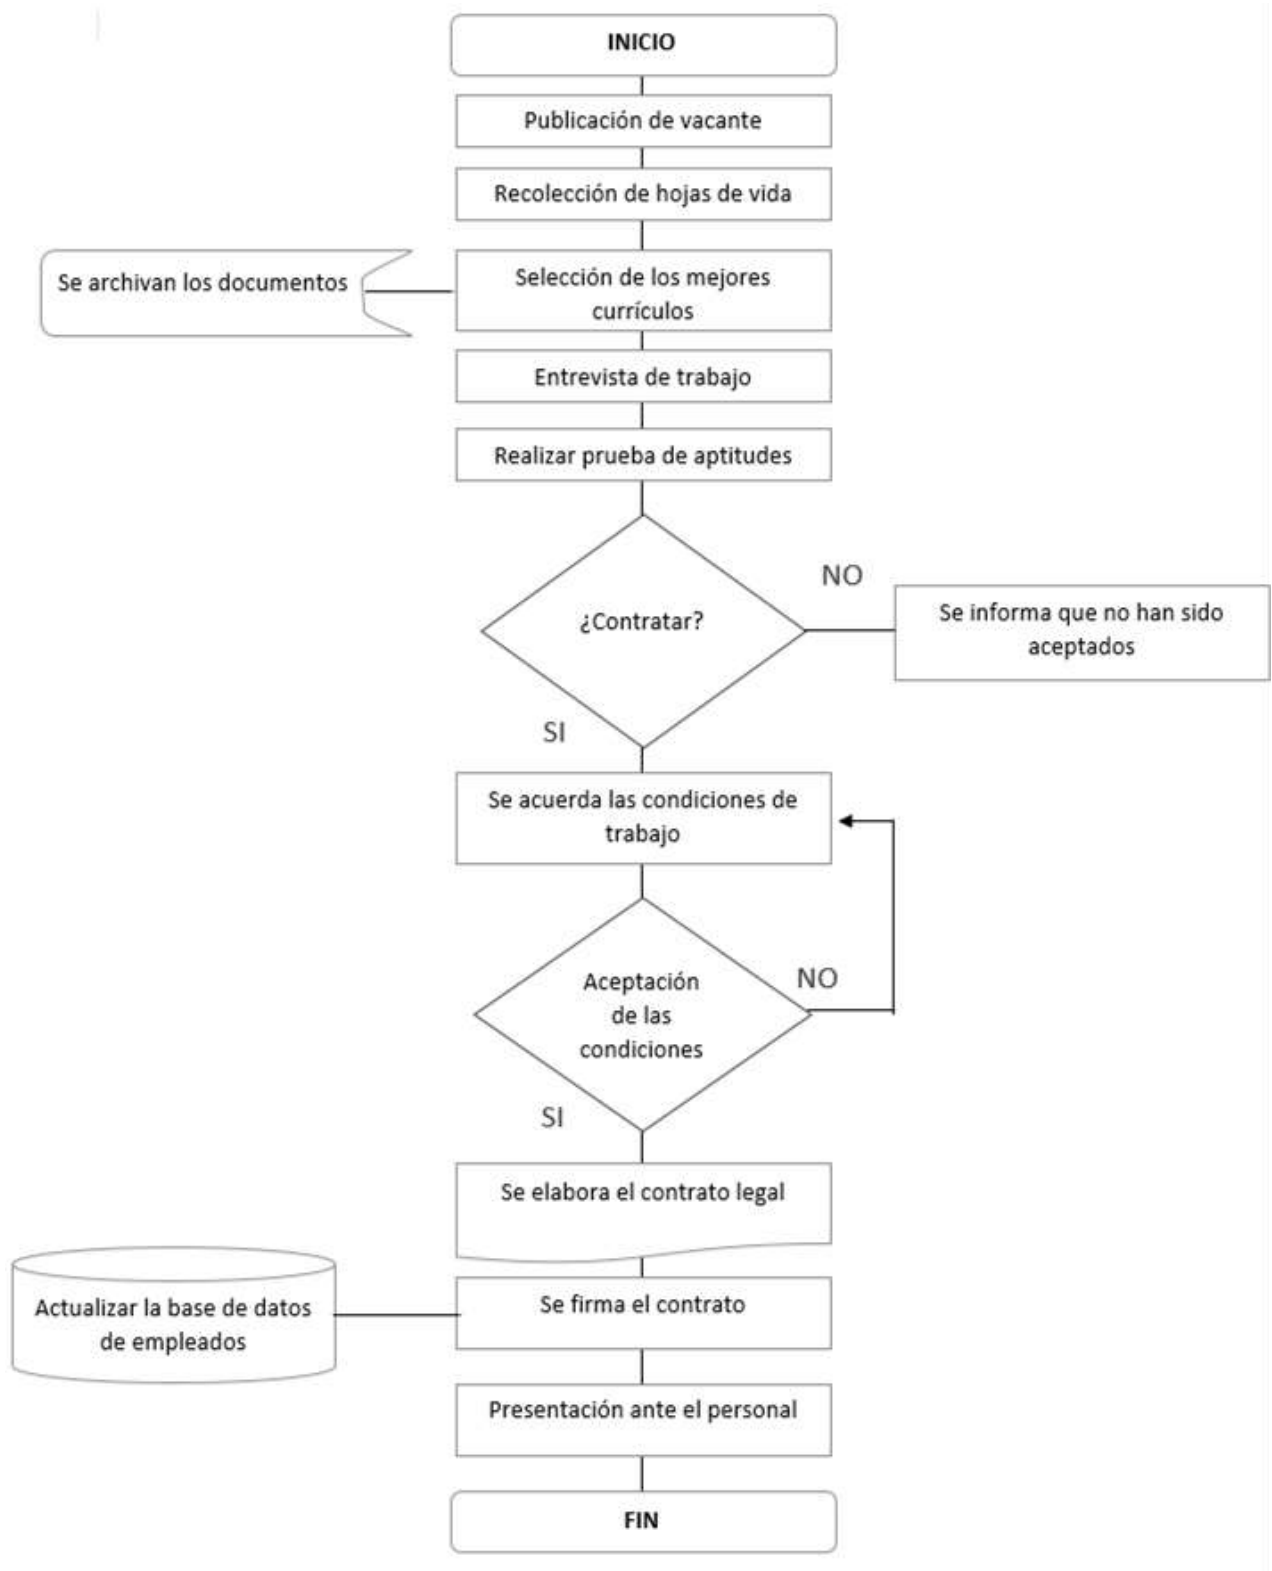 INICIO
Publicación de vacante
Recolección de hojas de vida
Se archivan los documentos
Selección de los mejores
currículos
Entrevista de trabajo
Realizar prueba de aptitudes
¿Contratar?
NO
Se informa que no han sido
aceptados
SI
Se acuerda las condiciones de
trabajo
Aceptación
de las
condiciones
NO
SI
Se elabora el contrato legal
Actualizar la base de datos
de empleados
Se firma el contrato
Presentación ante el personal
FIN